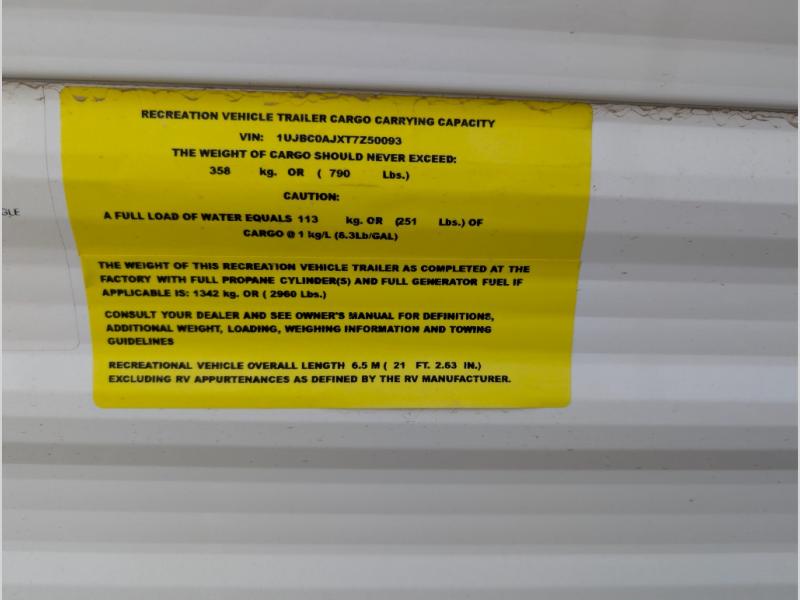 RECREATION VEHICLE TRAILER CARGO CARRYING CAPACITY
VIN: 1UJBC0AJXT7Z50093
THE WEIGHT OF CARGO SHOULD NEVER EXCEED:
358 kg. OR ( 790 Lbs.)
CAUTION:
A FULL LOAD OF WATER EQUALS 113 kg. OR (251 Lbs.) OF
CARGO @ 1 kg/L (8.3Lb/GAL)
THE WEIGHT OF THIS RECREATION VEHICLE TRAILER AS COMPLETED AT THE
FACTORY WITH FULL PROPANE CYLINDER(S) AND FULL GENERATOR FUEL IF
APPLICABLE IS: 1342 kg. OR ( 2960 Lbs.)
CONSULT YOUR DEALER AND SEE OWNER'S MANUAL FOR DEFINITIONS,
ADDITIONAL WEIGHT, LOADING, WEIGHING INFORMATION AND TOWING
GUIDELINES
RECREATIONAL VEHICLE OVERALL LENGTH 6.5 M ( 21 FT. 2.63 IN.)
EXCLUDING RV APPURTENANCES AS DEFINED BY THE RV MANUFACTURER.